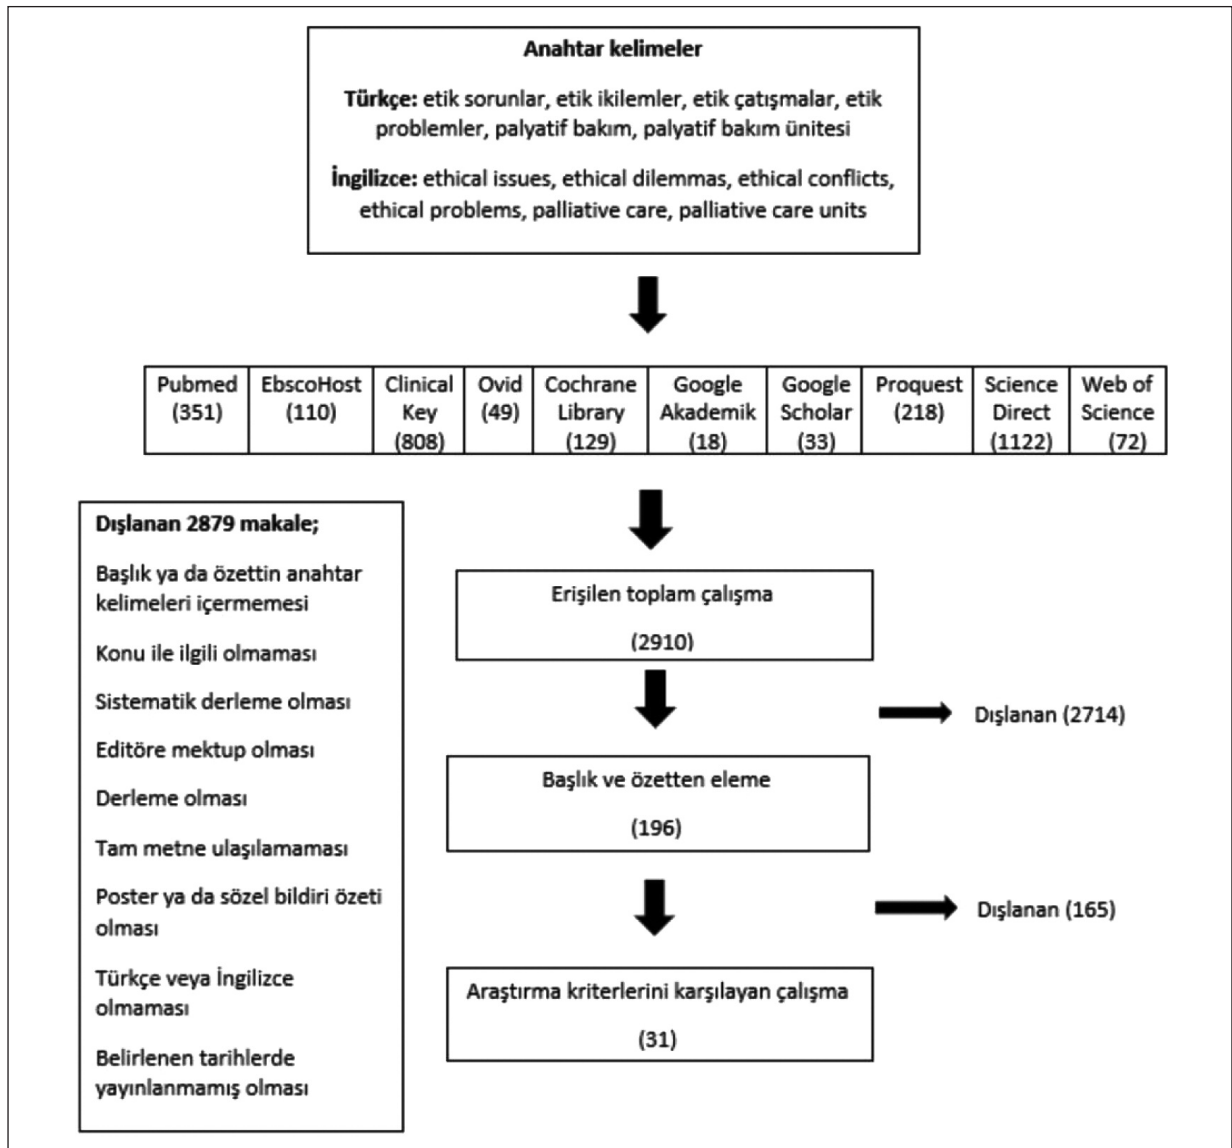 Anahtar kelimeler
Türkçe: etik sorunlar, etik ikilemler, etik çatışmalar, etik
problemler, palyatif bakım, palyatif bakım ünitesi
İngilizce: ethical issues, ethical dilemmas, ethical conflicts,
ethical problems, palliative care, palliative care units
Pubmed
(351)
EbscoHost
(110)
Clinical
Key
(808)
Ovid
(49)
Cochrane
Library
(129)
Google
Akademik
(18)
Google
Scholar
(33)
Proquest
(218)
Science
Direct
(1122)
Web of
Science
(72)
Dışlanan 2879 makale;
Başlık ya da özettin anahtar
kelimeleri içermemesi
Konu ile ilgili olmaması
Sistematik derleme olması
Editöre mektup olması
Derleme olması
Tam metne ulaşılamaması
Poster ya da sözel bildiri özeti
olması
Türkçe veya İngilizce
olmaması
Belirlenen tarihlerde
yayınlanmamış olması
Erişilen toplam çalışma
(2910)
Dışlanan (2714)
Başlık ve özetten eleme
(196)
Dışlanan (165)
Araştırma kriterlerini karşılayan çalışma
(31)